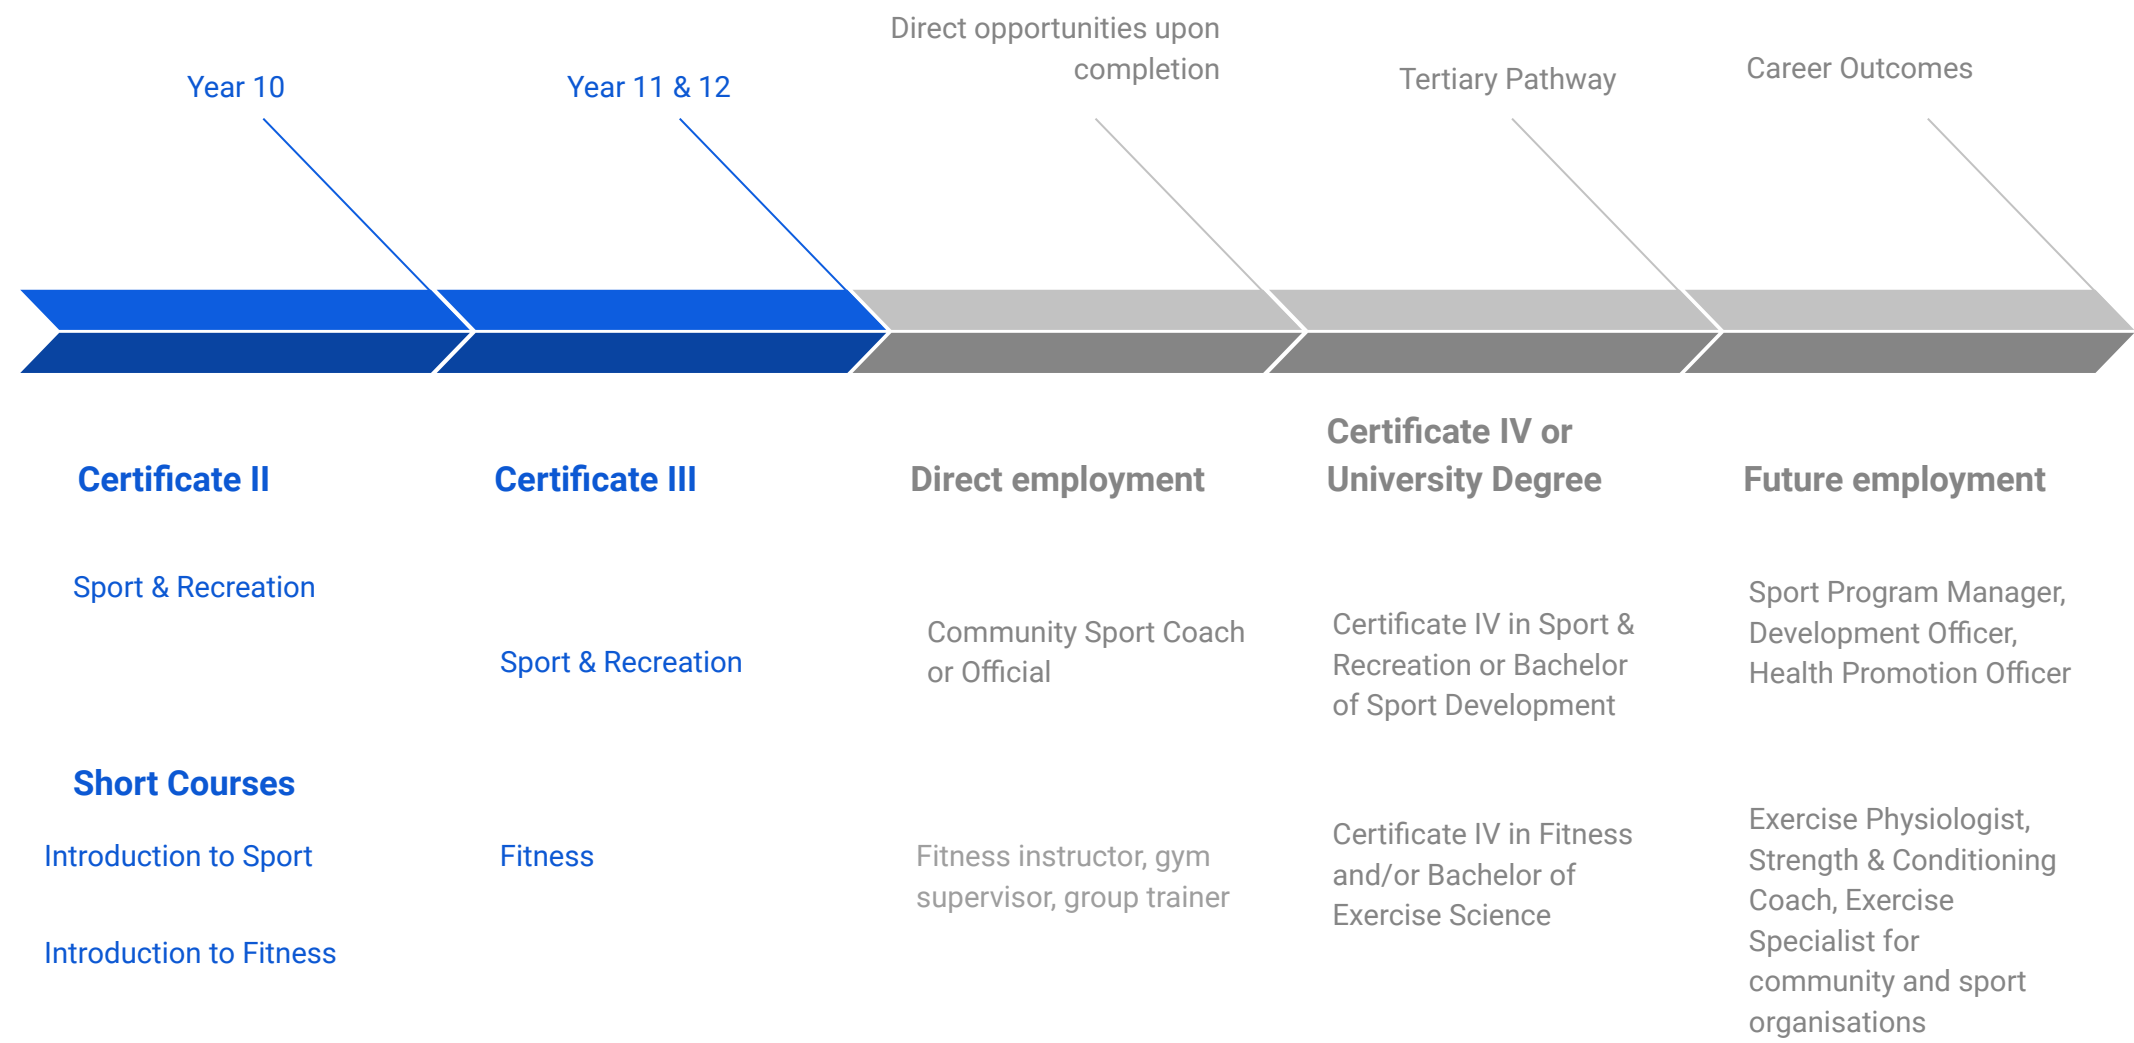 Direct opportunities upon
completion
Year 10
Year 11 & 12
Tertiary Pathway
Career Outcomes
Certificate II
Certificate III
Direct employment
Certificate IV or
University Degree
Future employment
Sport & Recreation
Sport & Recreation
Community Sport Coach
or Official
Certificate IV in Sport &
Recreation or Bachelor
of Sport Development
Sport Program Manager,
Development Officer,
Health Promotion Officer
Short Courses
Introduction to Sport
Introduction to Fitness
Fitness
Fitness instructor, gym
supervisor, group trainer
Certificate IV in Fitness
and/or Bachelor of
Exercise Science
Exercise Physiologist,
Strength & Conditioning
Coach, Exercise
Specialist for
community and sport
organisations